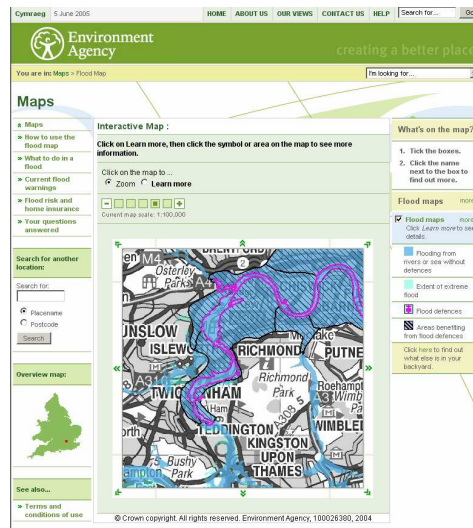 Cymraeg 5 June 2005 HOME ABOUT US OUR VIEWS CONTACT US HELP Search for... Go
Environment
Agency
creating a better place
You are in: Maps > Flood Map I'm looking for...
Maps
Maps
How to use the
flood map
What to do in a
flood
Current flood
warnings
Flood risk and
home insurance
Your questions
answered
Search for another
location:
Search for:
Placename
Postcode
Search
Overview map:
See also...
Terms and
conditions of use
Interactive Map :
Click on Learn more, then click the symbol or area on the map to see more
information.
Click on the map to ...
Zoom Learn more
Current map scale: 1:100,000
M4
BRENTFORD
Osterley
Park
A4
2
CHIS
UNSLOW
ISLEW
RICHMOND
PUTNE
A310
TWIC NHAM
Richmond
Park
Roehampt
A3
Wimb
Pa
Ham
A308
TEDDINGTON
WIMBLE
KINGSTON
UPON
THAMES
Bushy
Park
ampton
© Crown copyright. All rights reserved. Environment Agency, 100026380, 2004
What's on the map?
1. Tick the boxes.
2. Click the name
next to the box to
find out more.
Flood maps more
Flood maps more
Click Learn more to see
details.
Flooding from
rivers or sea without
defences
Extent of extreme
flood
Flood defences
Areas benefiting
from flood defences
Click here to find out
what else is in your
backyard.